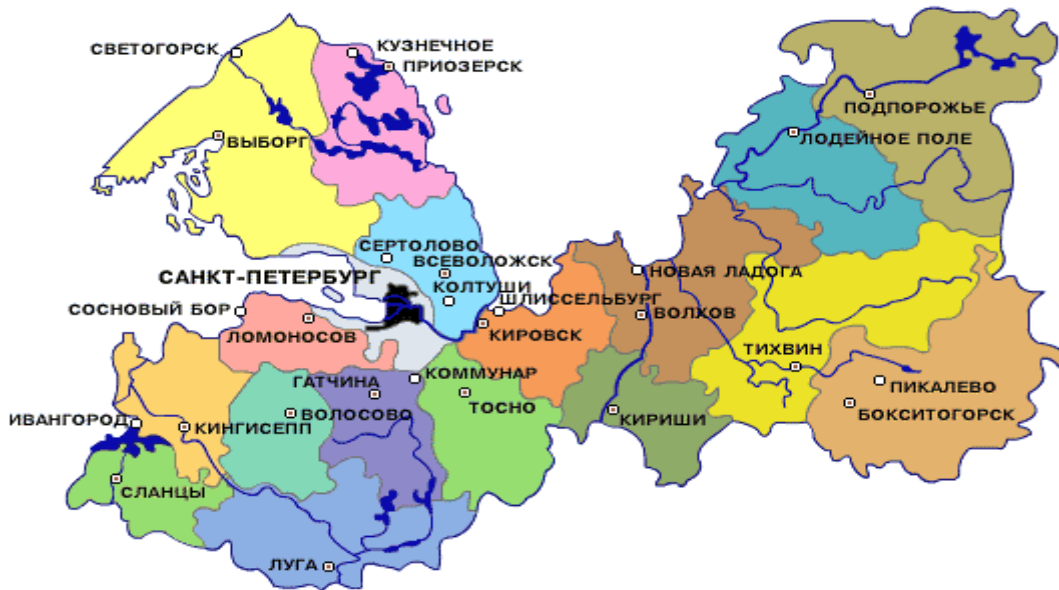 СВЕТОГОРСК
КУЗНЕЧНОЕ
ПРИОЗЕРСК
ПОДПОРОЖЬЕ
ВЫБОРГ
ЛОДЕЙНОЕ ПОЛЕ
СЕРТОЛОВО
ВСЕВОЛОЖСК
САНКТ-ПЕТЕРБУРГ
НОВАЯ ЛАДОГА
КОЛТУШИ
ШЛИССЕЛЬБУРГ
СОСНОВЫЙ БОР
ВОЛХОВ
ЛОМОНОСОВ
КИРОВСК
ТИХВИН
КОММУНАР
ГАТЧИНА
ПИКАЛЕВО
ТОСНО
ВОЛОСОВО
БОКСИТОГОРСК
ИВАНГОРОД
КИНГИСЕПП
КИРИШИ
СЛАНЦЫ
ЛУГА